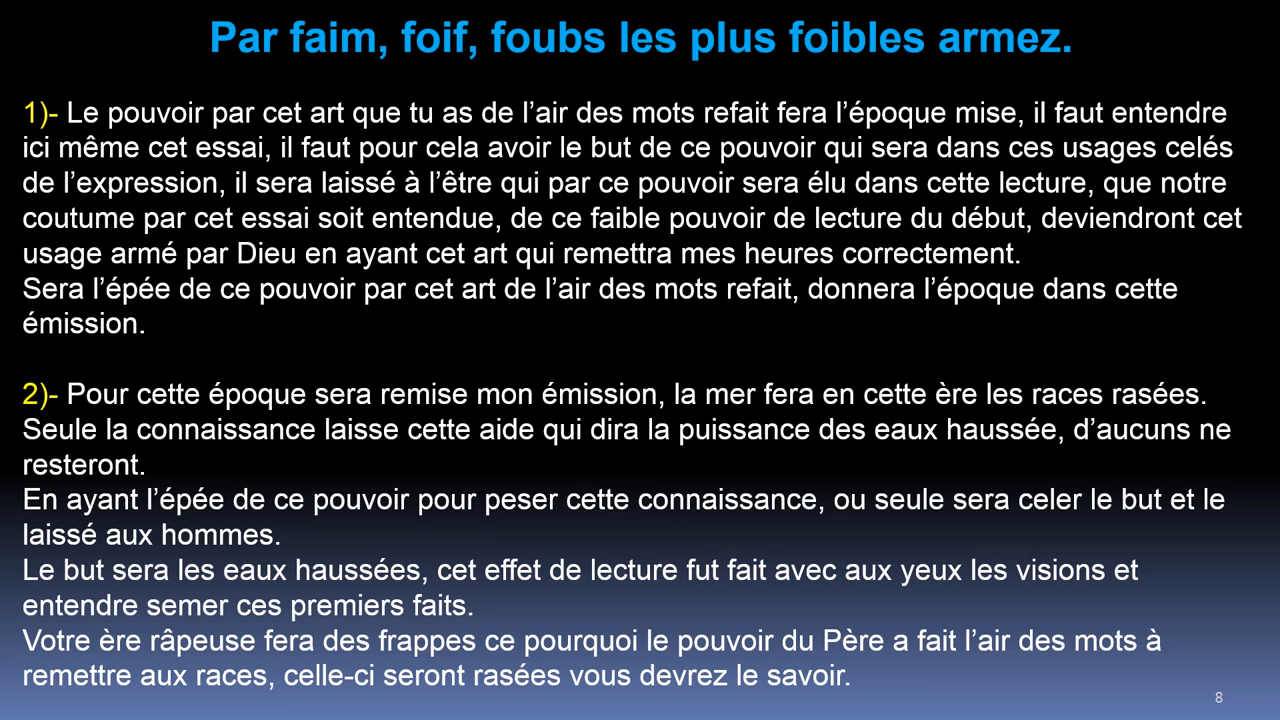 Par faim, foif, foubs les plus foibles armez.
1)- Le pouvoir par cet art que tu as de l’air des mots refait fera l’époque mise, il faut entendre
ici même cet essai, il faut pour cela avoir le but de ce pouvoir qui sera dans ces usages celés
de l’expression, il sera laissé à l’être qui par ce pouvoir sera élu dans cette lecture, que notre
coutume par cet essai soit entendue, de ce faible pouvoir de lecture du début, deviendront cet
usage armé par Dieu en ayant cet art qui remettra mes heures correctement.
Sera l’épée de ce pouvoir par cet art de l’air des mots refait, donnera l’époque dans cette
émission.
2)- Pour cette époque sera remise mon émission, la mer fera en cette ère les races rasées.
Seule la connaissance laisse cette aide qui dira la puissance des eaux haussée, d’aucuns ne
resteront.
En ayant l’épée de ce pouvoir pour peser cette connaissance, ou seule sera celer le but et le
laissé aux hommes.
Le but sera les eaux haussées, cet effet de lecture fut fait avec aux yeux les visions et
entendre semer ces premiers faits.
Votre ère râpeuse fera des frappes ce pourquoi le pouvoir du Père a fait l’air des mots à
remettre aux races, celle-ci seront rasées vous devrez le savoir.
8